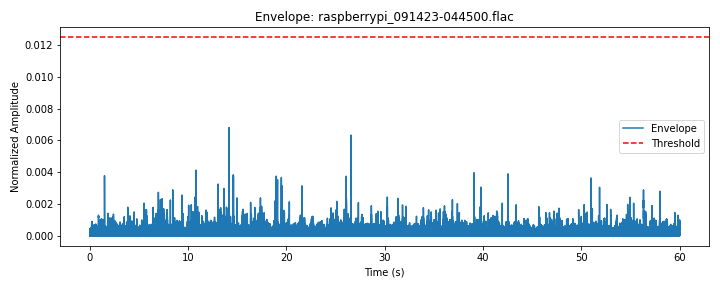 Envelope: raspberrypi_091423-044500.flac
Normalized Amplitude
0.012
0.010
0.008
0.006
0.004
0.002
0.000
Envelope
Threshold
0 10 20 30 40 50 60
Time (s)